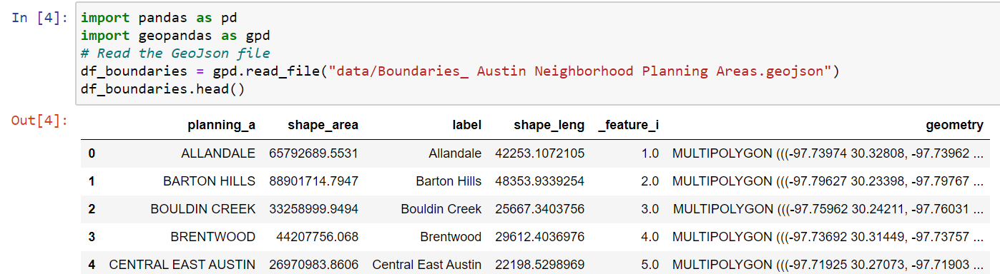 In [4]: import pandas as pd
import geopandas as gpd
# Read the GeoJson file
df_boundaries = gpd.read_file("data/Boundaries_ Austin Neighborhood Planning Areas.geojson")
df_boundaries.head()
Out[4]:
planning_a shape_area label shape_leng _feature_i geometry
0 ALLANDALE 65792689.5531 Allandale 42253.1072105 1.0 MULTIPOLYGON (((-97.73974 30.32808, -97.73962 ...
1 BARTON HILLS 88901714.7947 Barton Hills 48353.9339254 2.0 MULTIPOLYGON (((-97.79627 30.23398, -97.79767 ...
2 BOULDIN CREEK 33258999.9494 Bouldin Creek 25667.3403756 3.0 MULTIPOLYGON (((-97.75962 30.24211, -97.76031 ...
3 BRENTWOOD 44207756.068 Brentwood 29612.4036976 4.0 MULTIPOLYGON (((-97.73692 30.31449, -97.73757 ...
4 CENTRAL EAST AUSTIN 26970983.8606 Central East Austin 22198.5298969 5.0 MULTIPOLYGON (((-97.71925 30.27073, -97.71903 ...